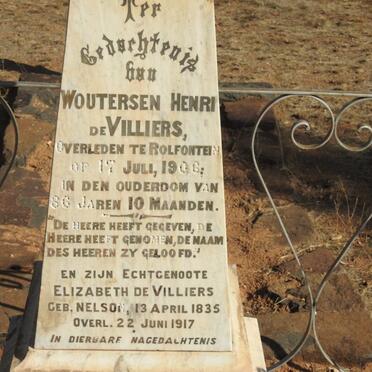 Ter
Gedachtenis
van
WOUTERSEN HENRI
DE VILLIERS,
OVERLEDEN TE ROLFONTEIN
OP 17 JULI, 1906,
IN DEN OUDERDOM VAN
86 JAREN 10 MAANDEN.
"DE HEERE HEEFT GEGEVEN, DE
HEERE HEEFT GENOMEN, DE NAAM
DES HEEREN ZY GELOOFD."
EN ZIJN ECHTGENOOTE
ELIZABETH DE VILLIERS
GEB. NELSON, 13 APRIL 1835
OVERL. 22 JUNI 1917
IN DIERBARE NAGEDACHTENIS